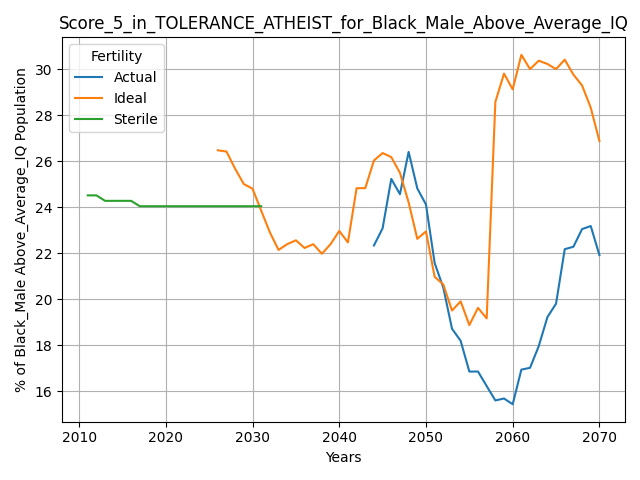 Score_5_in_TOLERANCE_ATHEIST_for_Black_Male_Above_Average_IQ
Fertility
Actual
Ideal
Sterile
% of Black_Male Above_Average_IQ Population
30
28
26
24
22
20
18
16
2010 2020 2030 2040 2050 2060 2070
Years